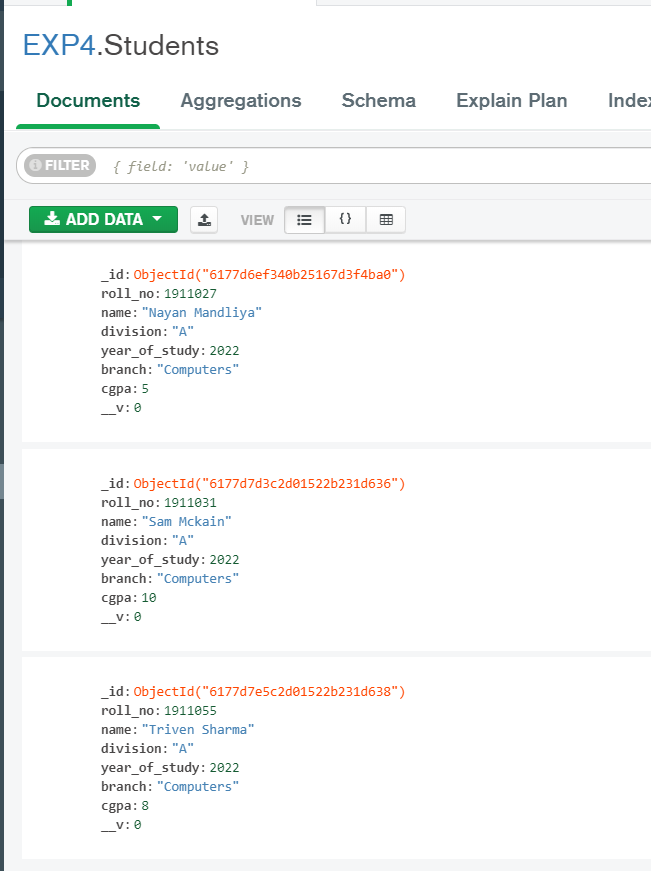 EXP4.Students
Documents Aggregations Schema Explain Plan
FILTER { field: 'value' }
ADD DATA VIEW { }
_id: ObjectId("6177d6ef340b25167d3f4ba0")
roll_no: 1911027
name: "Nayan Mandliya"
division: "A"
year_of_study: 2022
branch: "Computers"
cgpa: 5
__v: 0
_id: ObjectId("6177d7d3c2d01522b231d636")
roll_no: 1911031
name: "Sam Mckain"
division: "A"
year_of_study: 2022
branch: "Computers"
cgpa: 10
__v: 0
_id: ObjectId("6177d7e5c2d01522b231d638")
roll_no: 1911055
name: "Triven Sharma"
division: "A"
year_of_study: 2022
branch: "Computers"
cgpa: 8
__v: 0